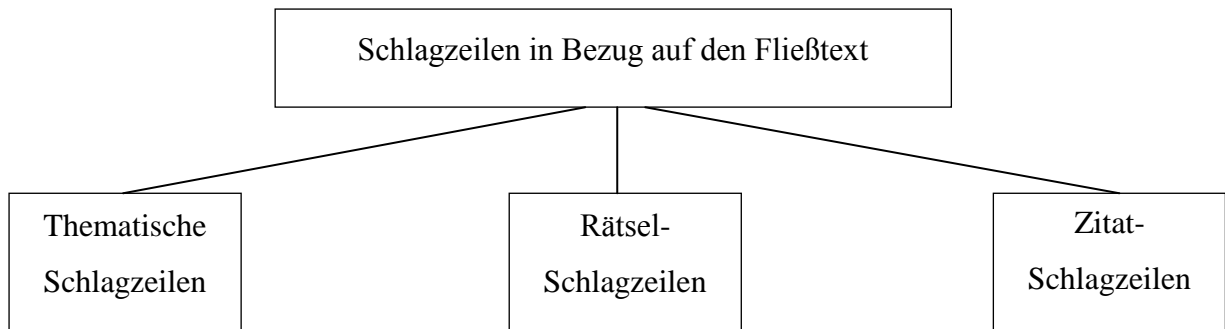 Schlagzeilen in Bezug auf den Fließtext
Thematische
Schlagzeilen
Rätsel-
Schlagzeilen
Zitat-
Schlagzeilen